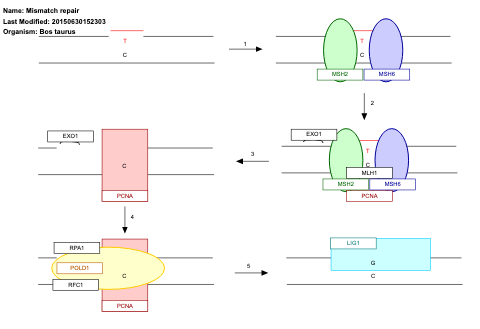 Name: Mismatch repair
Last Modified: 20150630152303
Organism: Bos taurus
T
C
1
T
C
MSH2
MSH6
2
EXO1
T
C
MLH1
MSH2
MSH6
PCNA
3
EXO1
C
PCNA
4
RPA1
POLD1
C
RFC1
PCNA
5
LIG1
G
C